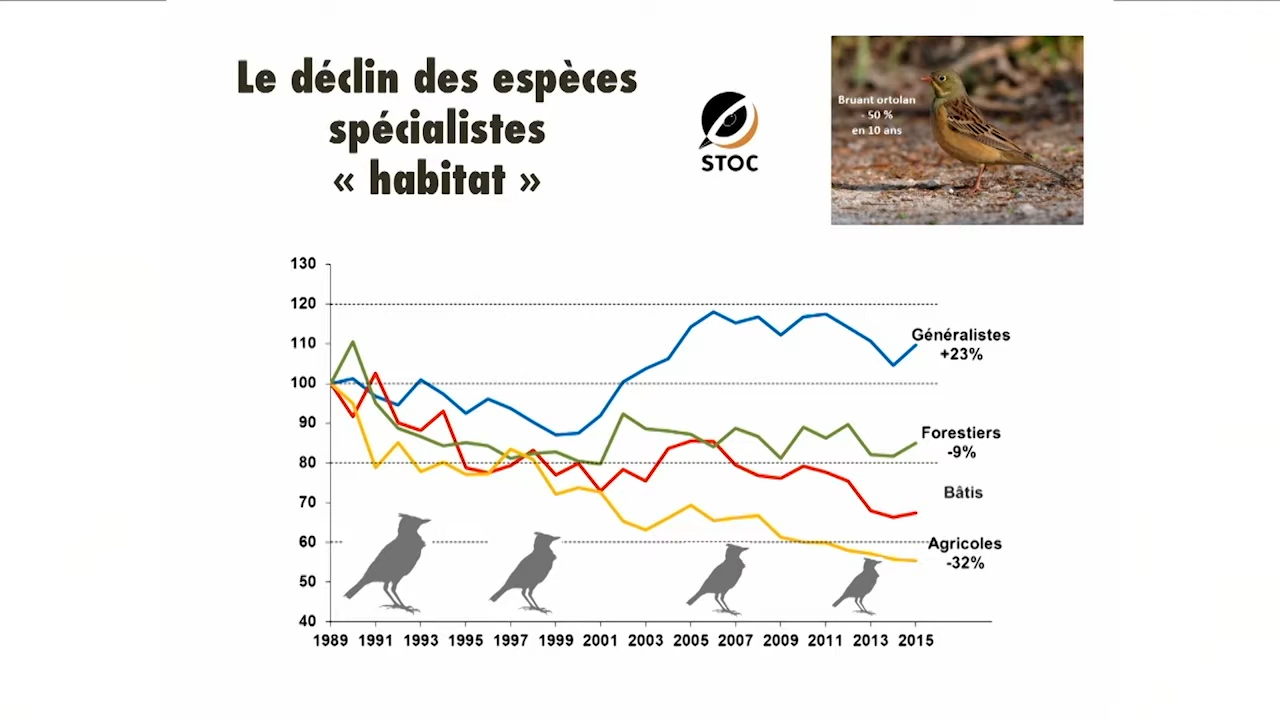 Le déclin des espèces
spécialistes
« habitat »
STOC
Bruant ortolan
- 50 %
en 10 ans
130
120
110
100
90
80
70
60
50
40
1989 1991 1993 1995 1997 1999 2001 2003 2005 2007 2009 2011 2013 2015
Généralistes
+23%
Forestiers
-9%
Bâtis
Agricoles
-32%